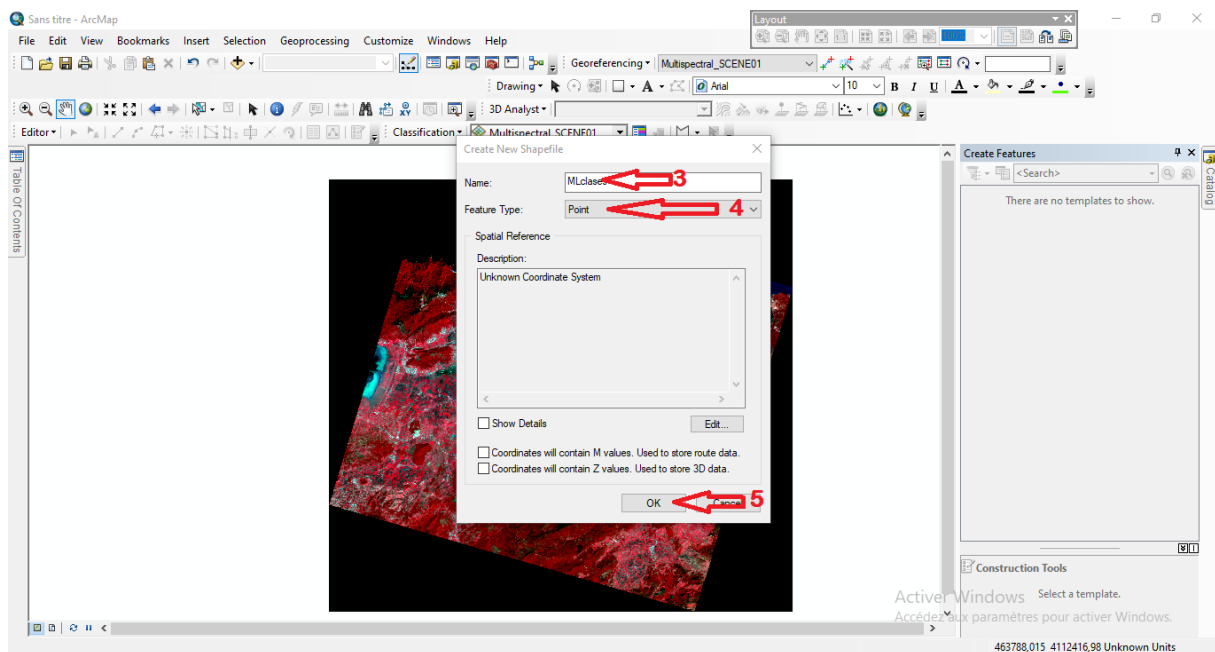 Sans titre - ArcMap
Layout
File Edit View Bookmarks Insert Selection Geoprocessing Customize Windows Help
Georeferencing Multispectral_SCENE01
Drawing A Arial 10 B I U A
3D Analyst
Editor Classification Multispectral_SCENE01
Create New Shapefile
Name: MLclases 3
Feature Type: Point 4
Spatial Reference
Description:
Unknown Coordinate System
Show Details Edit...
Coordinates will contain M values. Used to store route data.
Coordinates will contain Z values. Used to store 3D data.
OK Cancel 5
Table Of Contents
Create Features
<Search>
There are no templates to show.
Catalog
Construction Tools
Select a template.
Activer Windows
Accédez aux paramètres pour activer Windows.
463788,015 4112416,98 Unknown Units